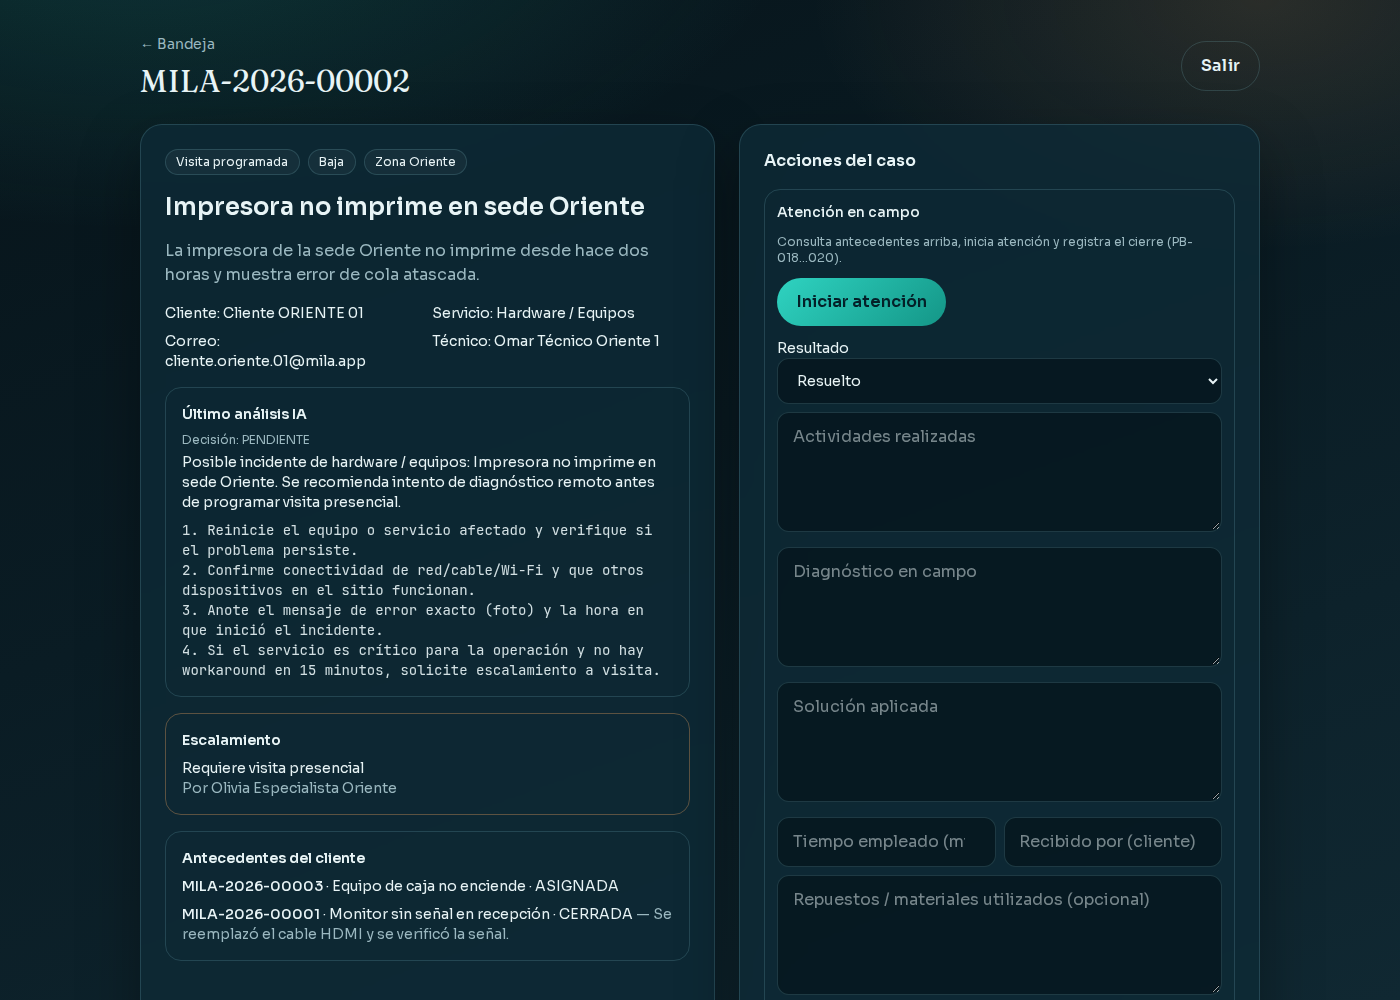 ← Bandeja
MILA-2026-00002
Salir
Visita programada
Baja
Zona Oriente
Impresora no imprime en sede Oriente
La impresora de la sede Oriente no imprime desde hace dos
horas y muestra error de cola atascada.
Cliente: Cliente ORIENTE 01
Servicio: Hardware / Equipos
Correo:
cliente.oriente.01@mila.app
Técnico: Omar Técnico Oriente 1
Último análisis IA
Decisión: PENDIENTE
Posible incidente de hardware / equipos: Impresora no imprime en
sede Oriente. Se recomienda intento de diagnóstico remoto antes
de programar visita presencial.
1. Reinicie el equipo o servicio afectado y verifique si
el problema persiste.
2. Confirme conectividad de red/cable/Wi-Fi y que otros
dispositivos en el sitio funcionan.
3. Anote el mensaje de error exacto (foto) y la hora en
que inició el incidente.
4. Si el servicio es crítico para la operación y no hay
workaround en 15 minutos, solicite escalamiento a visita.
Escalamiento
Requiere visita presencial
Por Olivia Especialista Oriente
Antecedentes del cliente
MILA-2026-00003 · Equipo de caja no enciende · ASIGNADA
MILA-2026-00001 · Monitor sin señal en recepción · CERRADA — Se
reemplazó el cable HDMI y se verificó la señal.
Acciones del caso
Atención en campo
Consulta antecedentes arriba, inicia atención y registra el cierre (PB-
018…020).
Iniciar atención
Resultado
Resuelto
Actividades realizadas
Diagnóstico en campo
Solución aplicada
Tiempo empleado (m
Recibido por (cliente)
Repuestos / materiales utilizados (opcional)